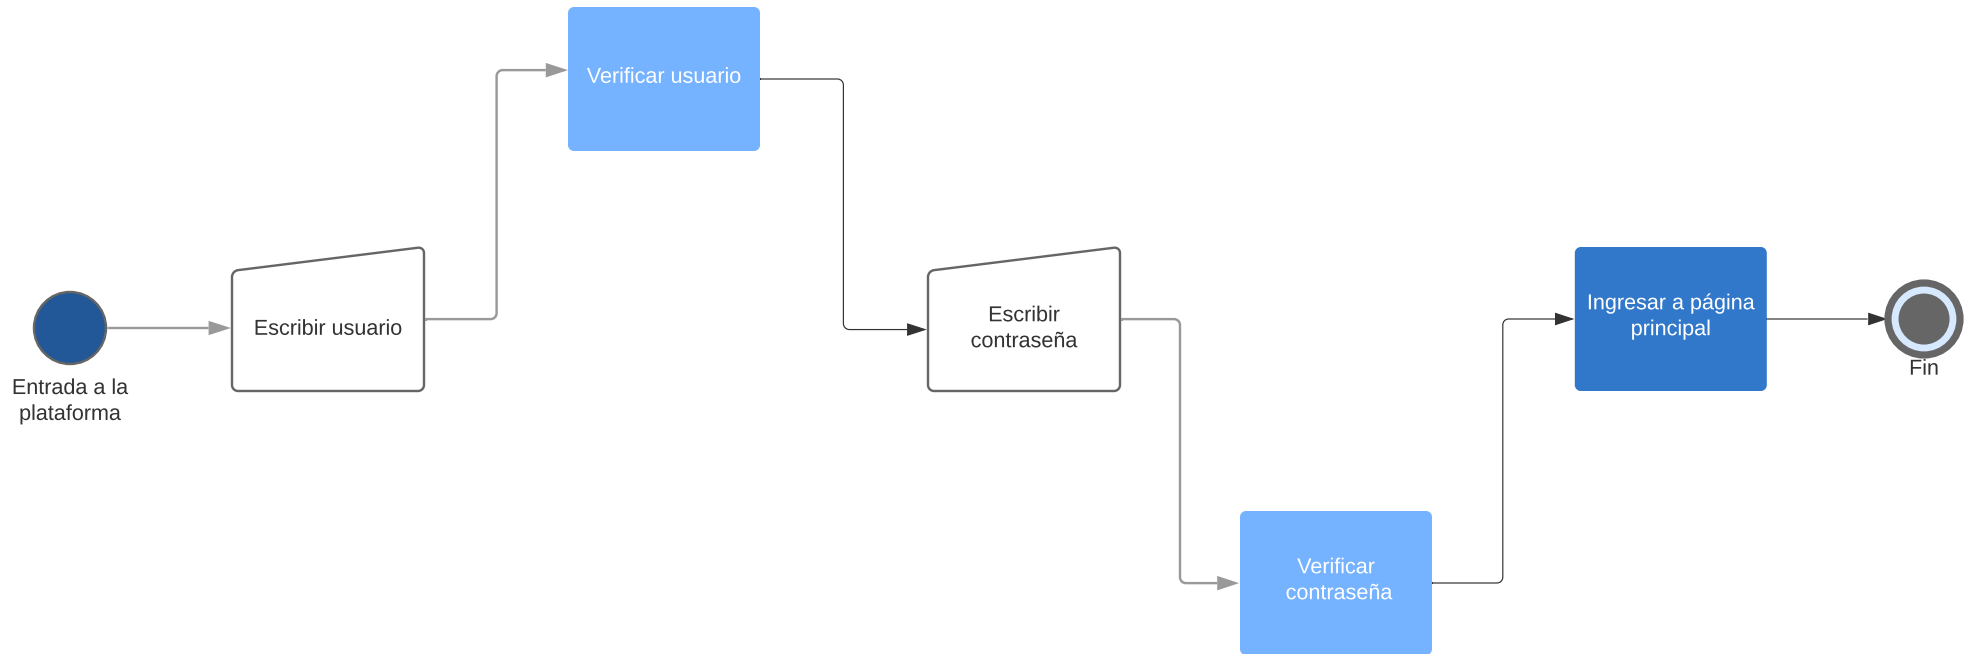 Entrada a la
plataforma
Escribir usuario
Verificar usuario
Escribir
contraseña
Verificar
contraseña
Ingresar a página
principal
Fin